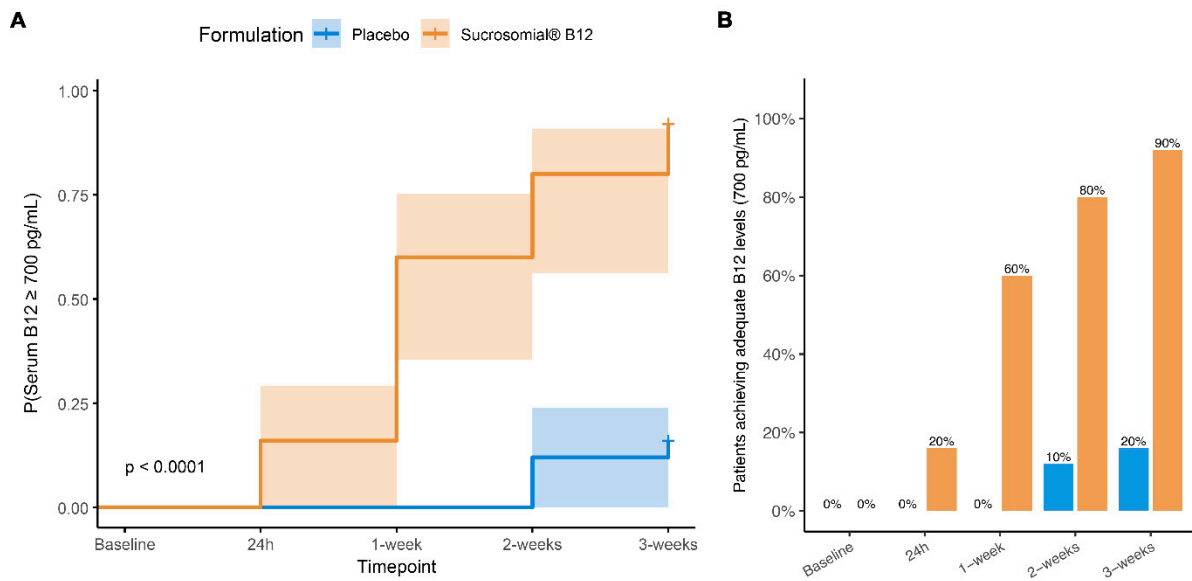 A
Formulation
Placebo
Sucrosomial® B12
P(Serum B12 ≥ 700 pg/mL)
1.00
0.75
0.50
0.25
0.00
p < 0.0001
Baseline 24h 1-week 2-weeks 3-weeks
Timepoint
B
Patients achieving adequate B12 levels (700 pg/mL)
100%
80%
60%
40%
20%
0%
0% 0% 0% 20% 0% 60% 10% 80% 20% 90%
Baseline 24h 1-week 2-weeks 3-weeks